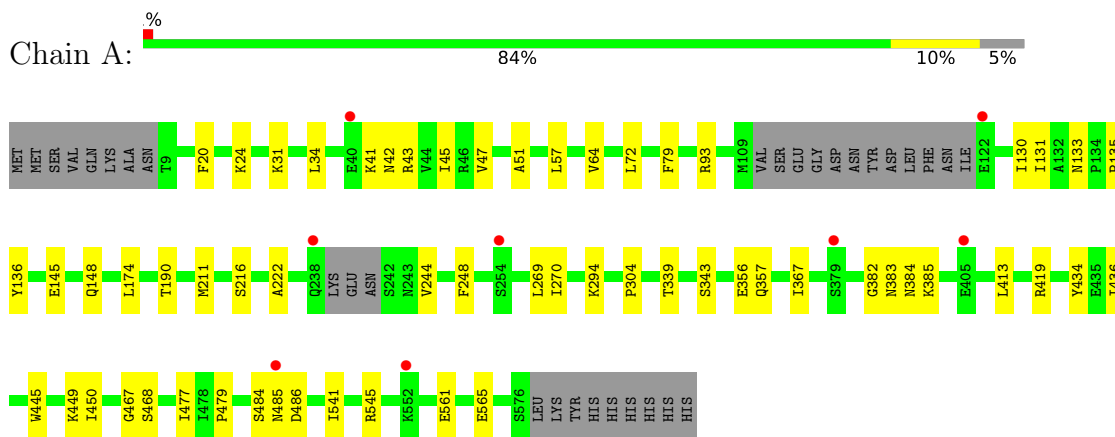 .%
Chain A:
84% 10% 5%
MET MET SER VAL GLN LYS ALA ASN T9 F20 K24 K31 L34 E40 K41 N42 R43 V44 I45 R46 V47 A51 L57 V64 L72 F79 R93 M109 VAL SER GLU GLY ASP ASN TYR ASP LEU PHE ASN ILE E122 I130 I131 A132 N133 P134 R135
Y136 E145 Q148 L174 T190 M211 S216 A222 Q238 LYS GLU ASN S242 N243 V244 F248 S254 L269 I270 K294 P304 T339 S343 E356 Q357 I367 S379 G382 N383 N384 K385 E405 L413 R419 Y434 E435 I436
W445 K449 I450 G467 S468 I477 I478 P479 S484 N485 D486 I541 R545 K552 E561 E565 S576 LEU LYS TYR HIS HIS HIS HIS HIS HIS